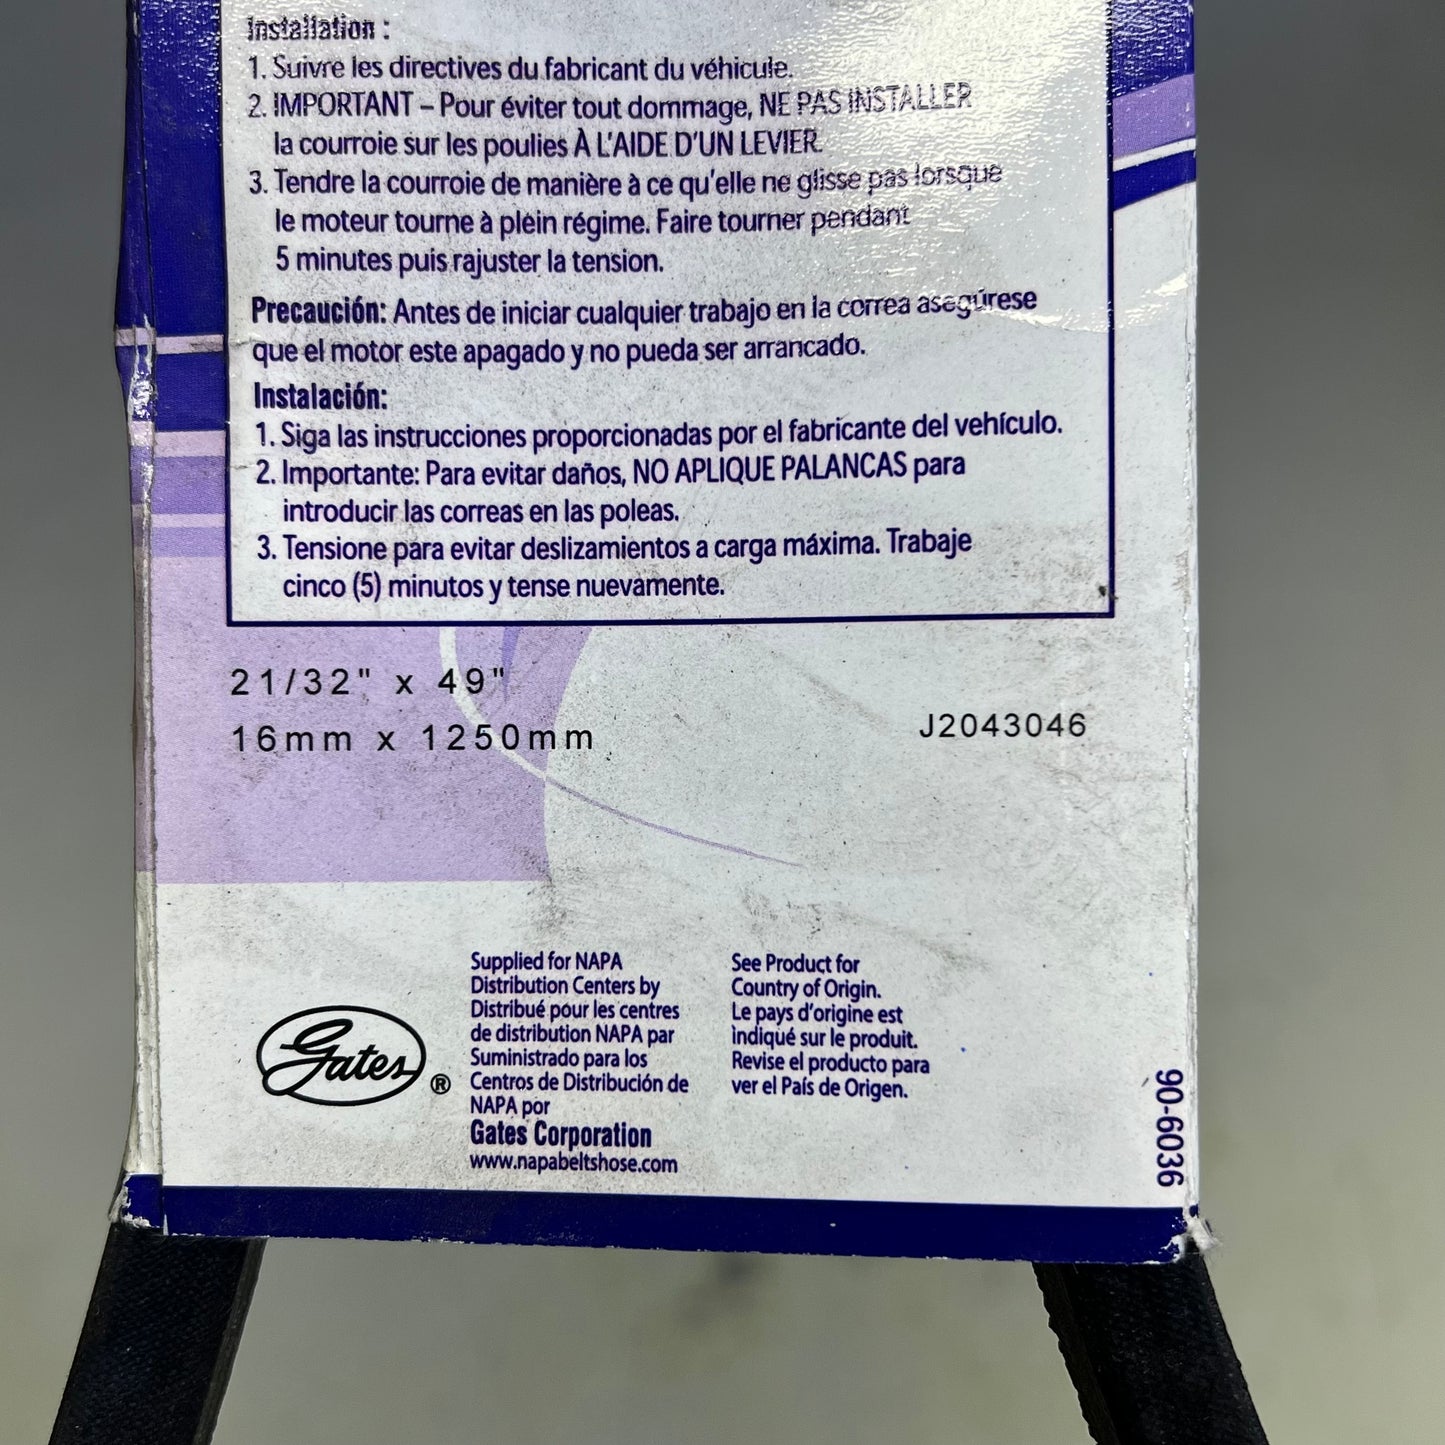 Installation :
1. Suivre les directives du fabricant du véhicule.
2. IMPORTANT – Pour éviter tout dommage, NE PAS INSTALLER
la courroie sur les poulies À L'AIDE D'UN LEVIER.
3. Tendre la courroie de manière à ce qu'elle ne glisse pas lorsque
le moteur tourne à plein régime. Faire tourner pendant
5 minutes puis rajuster la tension.
Precaución: Antes de iniciar cualquier trabajo en la correa asegúrese
que el motor este apagado y no pueda ser arrancado.
Instalación:
1. Siga las instrucciones proporcionadas por el fabricante del vehículo.
2. Importante: Para evitar daños, NO APLIQUE PALANCAS para
introducir las correas en las poleas.
3. Tensione para evitar deslizamientos a carga máxima. Trabaje
cinco (5) minutos y tense nuevamente.
21/32" x 49"
16mm x 1250mm
J2043046
Gates ®
Supplied for NAPA
Distribution Centers by
Distribué pour les centres
de distribution NAPA par
Suministrado para los
Centros de Distribución de
NAPA por
Gates Corporation
www.napabeltshose.com
See Product for
Country of Origin.
Le pays d'origine est
indiqué sur le produit.
Revise el producto para
ver el País de Origen.
90-6036